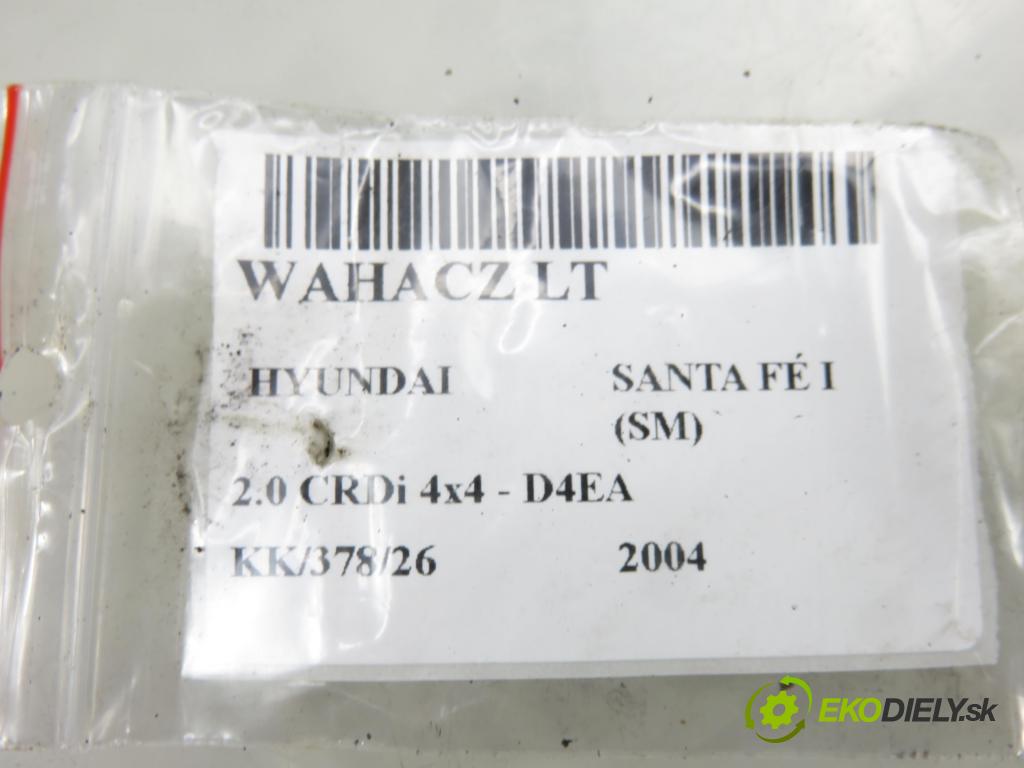 WAHACZ LT
HYUNDAI SANTA FÉ I
(SM)
2.0 CRDi 4x4 - D4EA
KK/378/26 2004
EKODIELY.sk